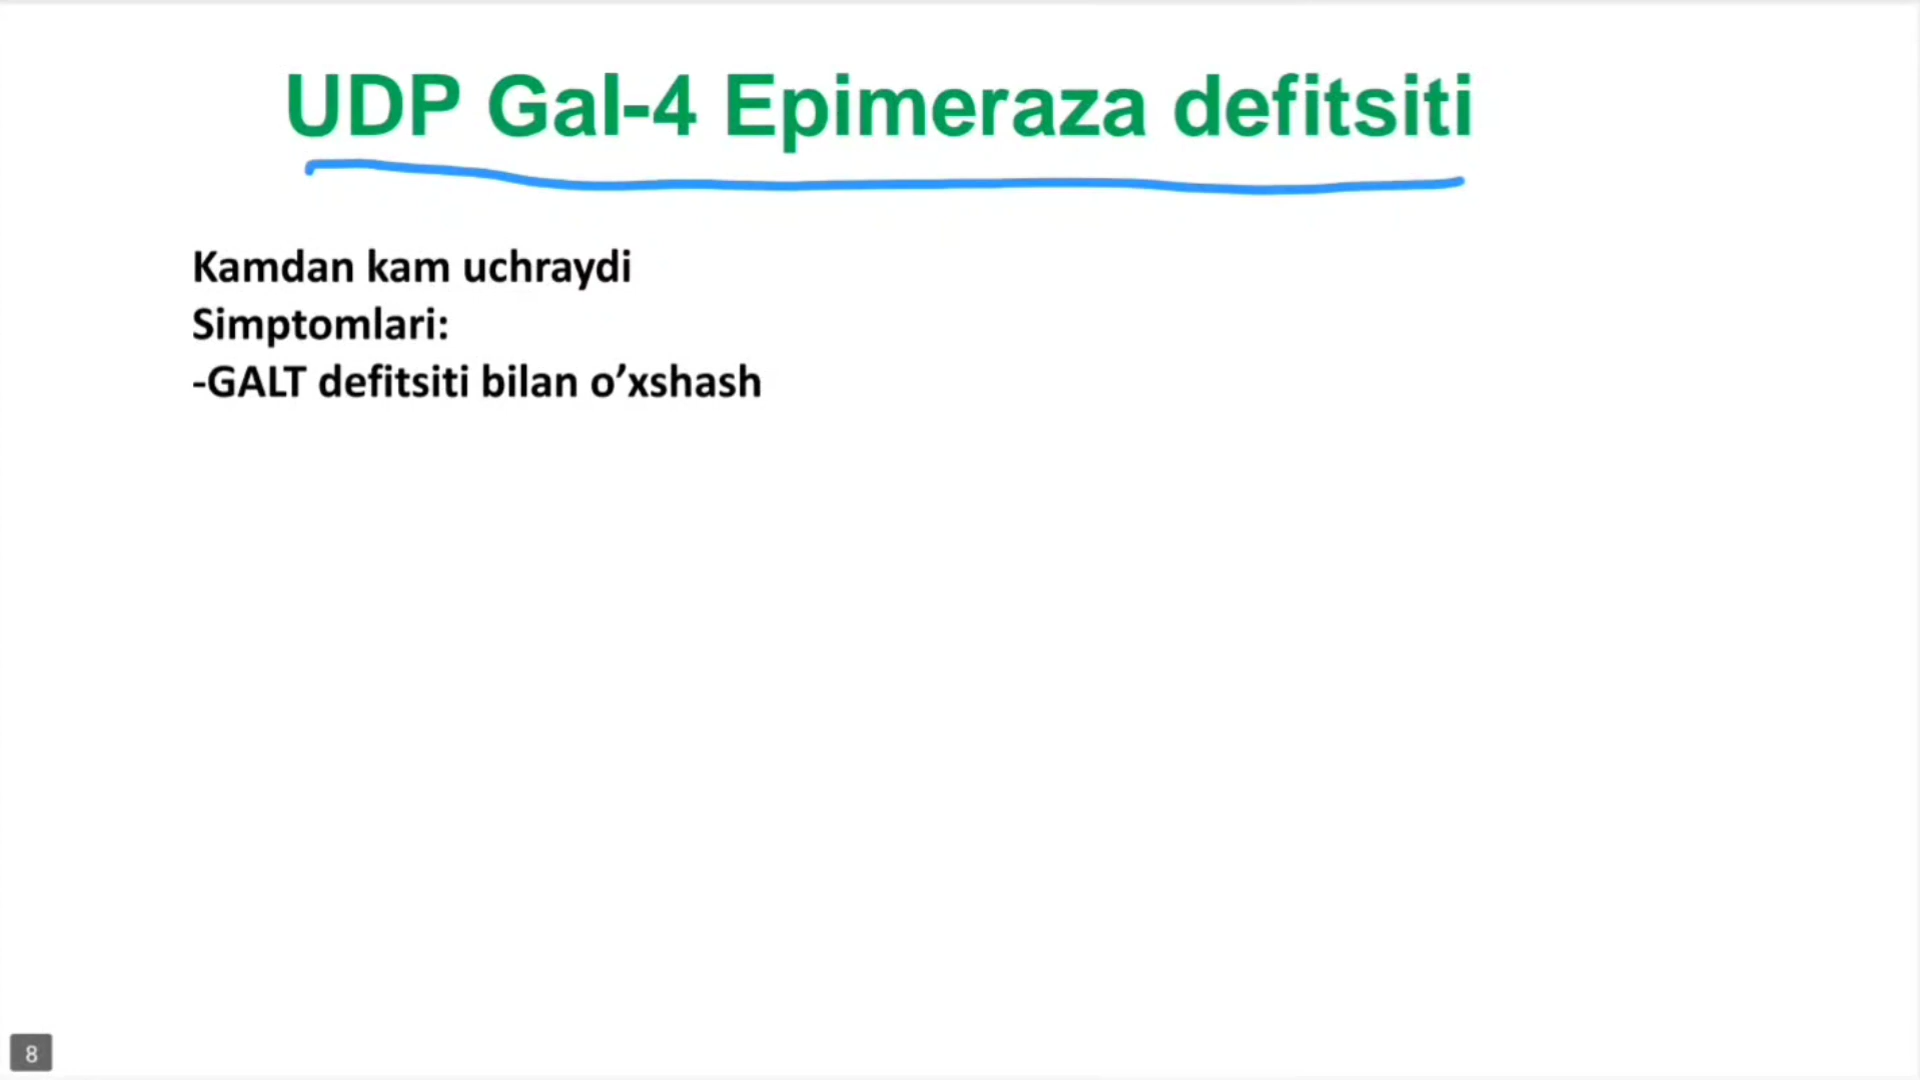 UDP Gal-4 Epimeraza defitsiti
Kamdan kam uchraydi
Simptomlari:
-GALT defitsiti bilan o’xshash
8